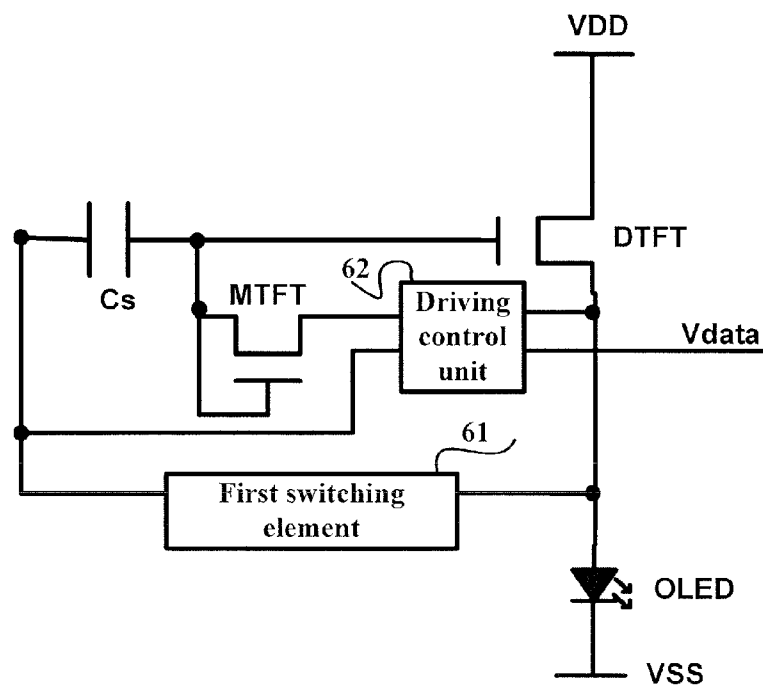 VDD
DTFT
Cs
MTFT
62
Driving
control
unit
Vdata
61
First switching
element
OLED
VSS